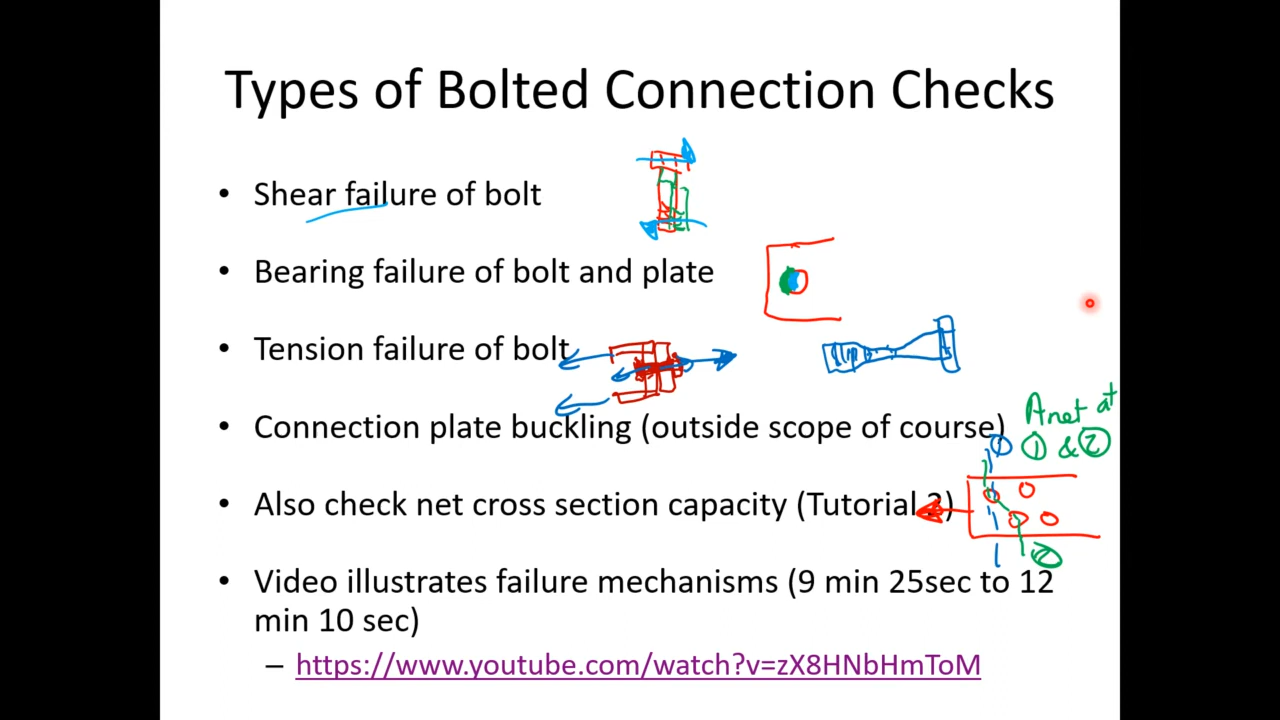 Types of Bolted Connection Checks
• Shear failure of bolt
• Bearing failure of bolt and plate
• Tension failure of bolt
• Connection plate buckling (outside scope of course)
Anet at
① ① & ②
• Also check net cross section capacity (Tutorial 2)
②
• Video illustrates failure mechanisms (9 min 25sec to 12
min 10 sec)
– https://www.youtube.com/watch?v=zX8HNbHmToM